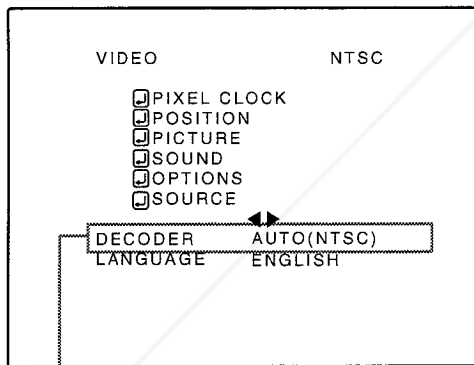 VIDEO NTSC
PIXEL CLOCK
POSITION
PICTURE
SOUND
OPTIONS
SOURCE
DECODER AUTO(NTSC)
LANGUAGE ENGLISH